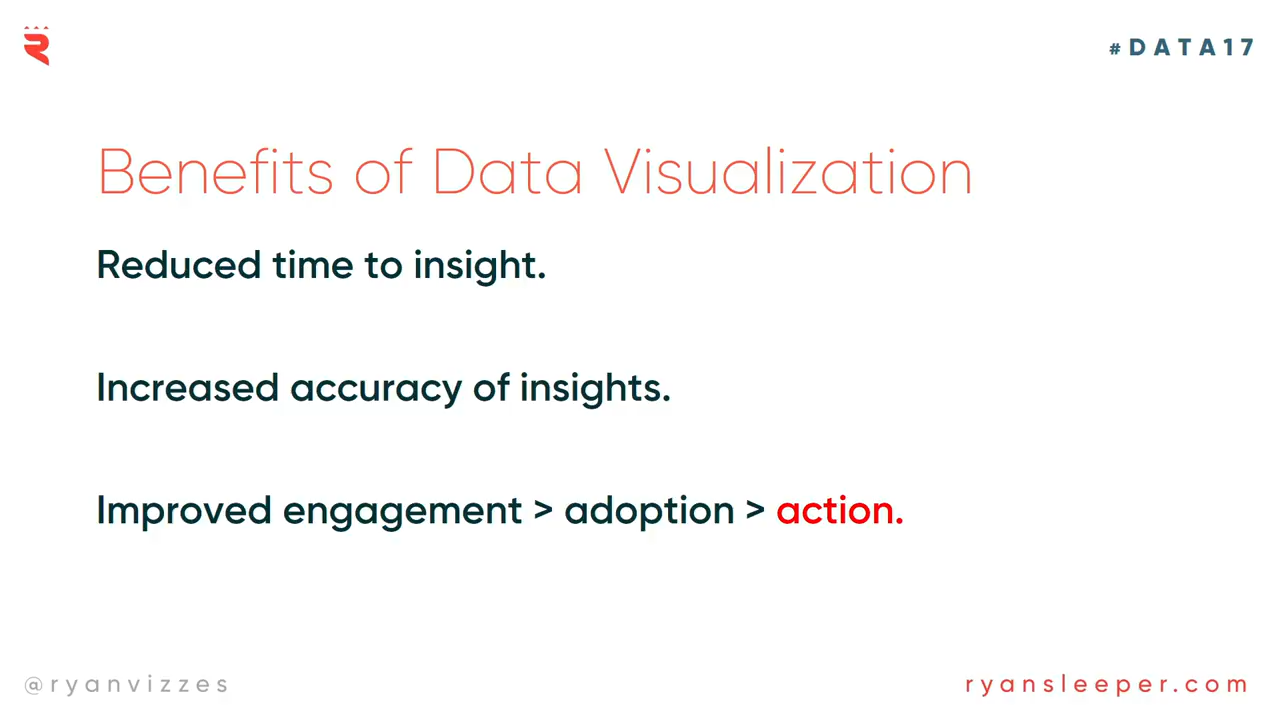 #DATA17
Benefits of Data Visualization
Reduced time to insight.
Increased accuracy of insights.
Improved engagement > adoption > action.
@ryanvizzes
ryansleeper.com